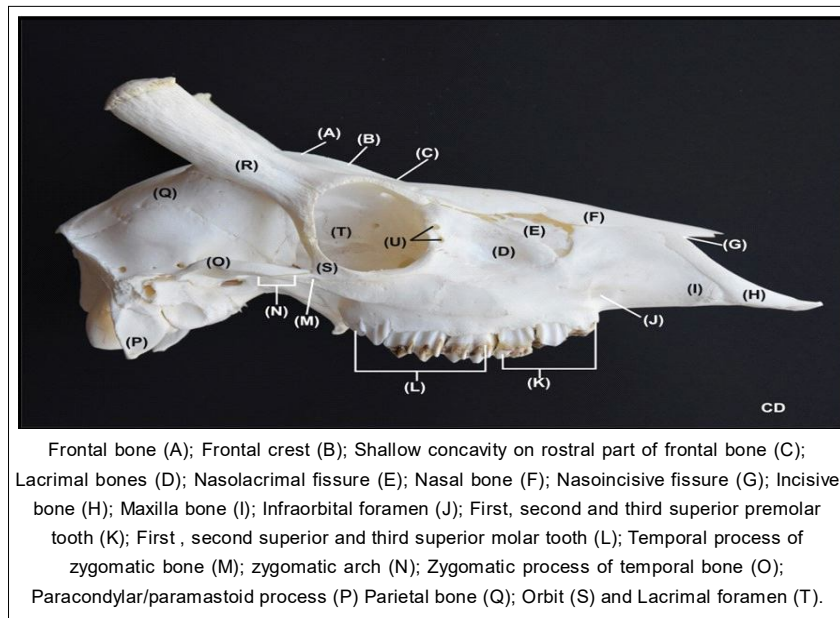 (A)
(B)
(C)
(R)
(Q)
(F)
(E)
(T)
(U)
(G)
(D)
(O)
(S)
(I)
(H)
(N)
(M)
(J)
(P)
(L)
(K)
CD
Frontal bone (A); Frontal crest (B); Shallow concavity on rostral part of frontal bone (C);
Lacrimal bones (D); Nasolacrimal fissure (E); Nasal bone (F); Nasoincisive fissure (G); Incisive
bone (H); Maxilla bone (I); Infraorbital foramen (J); First, second and third superior premolar
tooth (K); First , second superior and third superior molar tooth (L); Temporal process of
zygomatic bone (M); zygomatic arch (N); Zygomatic process of temporal bone (O);
Paracondylar/paramastoid process (P) Parietal bone (Q); Orbit (S) and Lacrimal foramen (T).